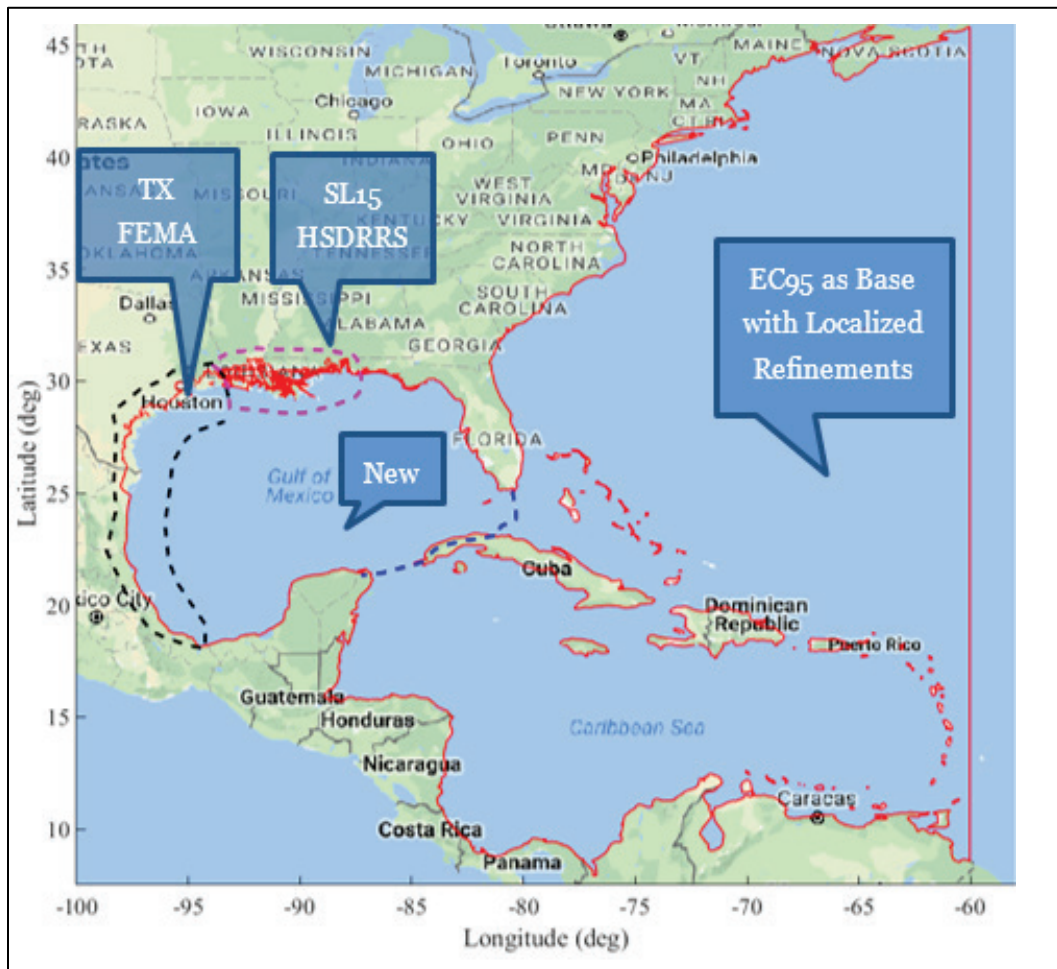 45
40
35
30
25
20
15
10
-100
-95
-90
-85
-80
-75
-70
-65
-60
Latitude (deg)
Longitude (deg)
TX
FEMA
SL15
HSDRRS
EC95 as Base
with Localized
Refinements
New
WISCONSIN
MICHIGAN
Toronto
VT
MAINE
NOVA SCOTIA
NH
NEW YORK
MA
IOWA
Chicago
ILLINOIS
OHIO
PENN
Philadelphia
NJ
WEST
VIRGINIA
VIRGINIA
NORTH
CAROLINA
SOUTH
CAROLINA
MISSISSIPPI
ALABAMA
GEORGIA
Dallas
Houston
FLORIDA
Gulf of
Mexico
Cuba
Dominican
Republic
Puerto Rico
Guatemala
Honduras
Caribbean Sea
Nicaragua
Caracas
Costa Rica
Panama